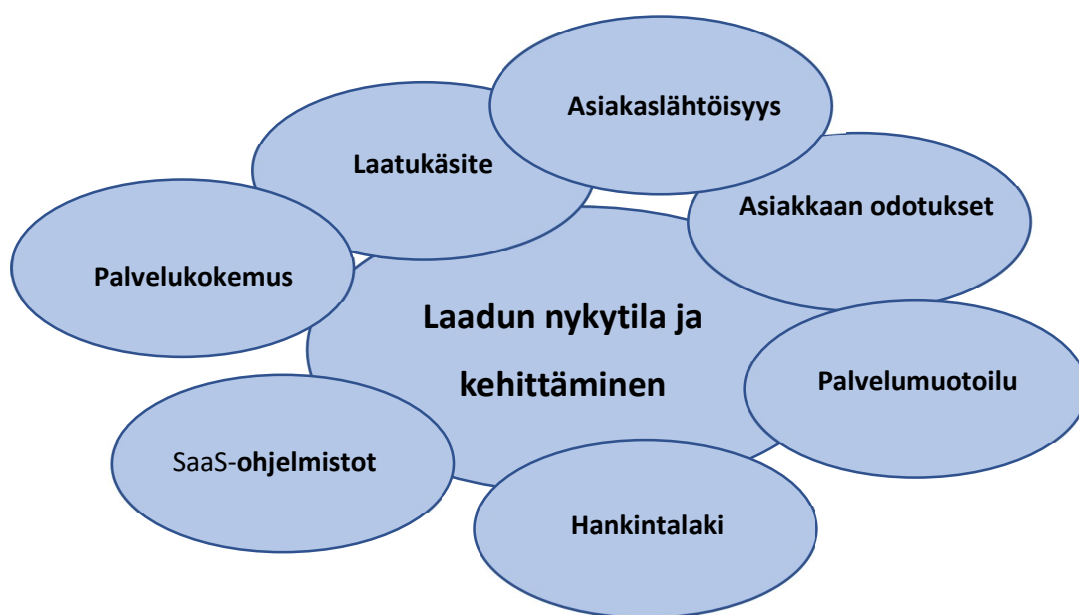 Asiakaslähtöisyys
Laatukäsite
Asiakkaan odotukset
Palvelukokemus
Laadun nykytila ja
kehittäminen
Palvelumuotoilu
SaaS-ohjelmistot
Hankintalaki